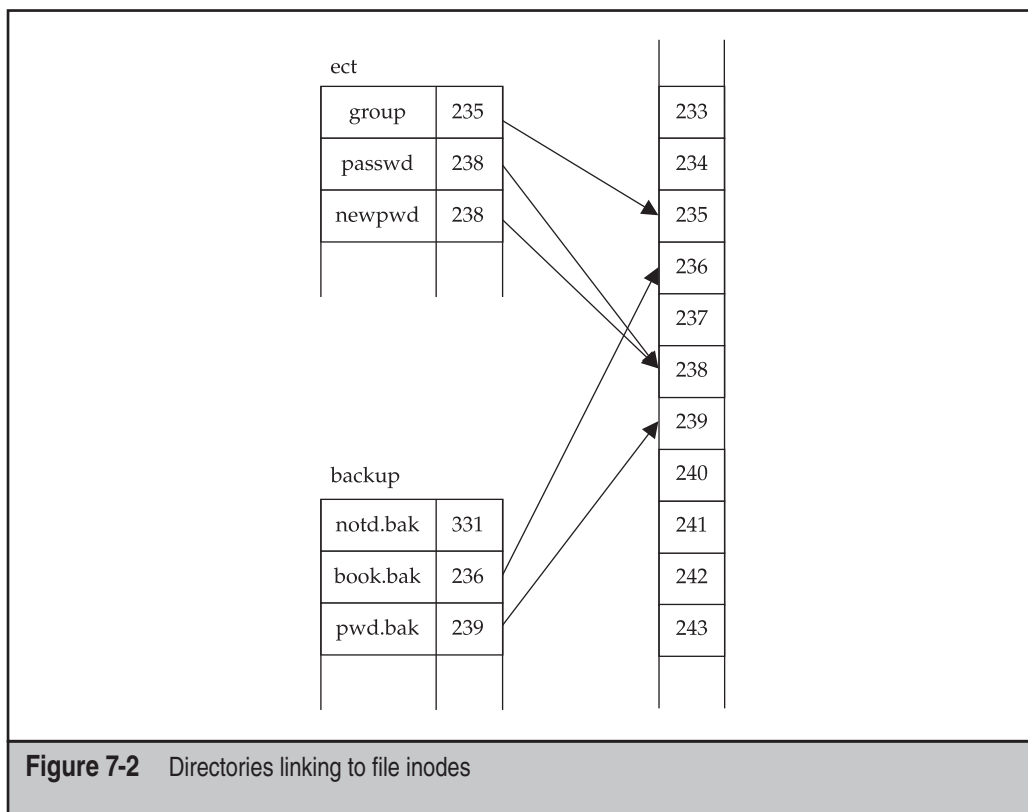 ect
group 235
passwd 238
newpwd 238
backup
notd.bak 331
book.bak 236
pwd.bak 239
233
234
235
236
237
238
239
240
241
242
243
Figure 7-2 Directories linking to file inodes